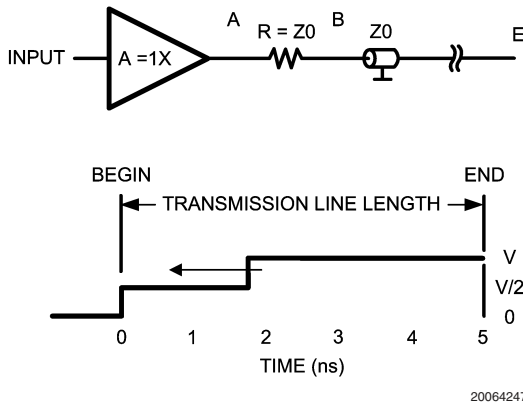 A
R = Z0
B
Z0
E
INPUT
A = 1X
BEGIN
END
TRANSMISSION LINE LENGTH
V
V/2
0
0 1 2 3 4 5
TIME (ns)
20064247